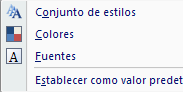 Conjunto de estilos
Colores
Fuentes
Establecer como valor predet